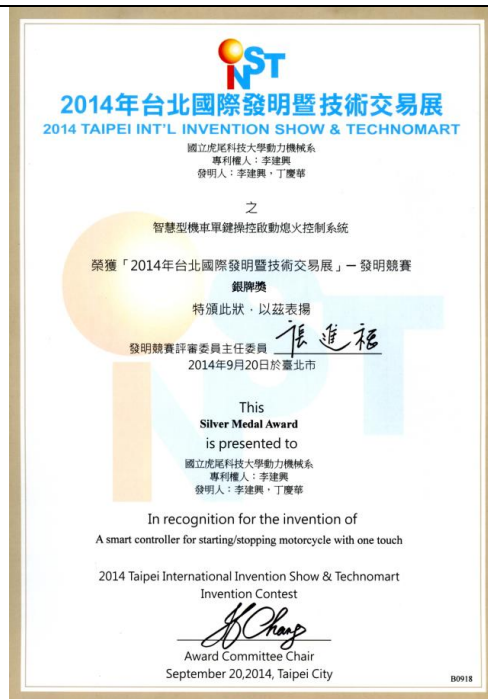 INST
2014年台北國際發明暨技術交易展
2014 TAIPEI INT'L INVENTION SHOW & TECHNOMART
國立虎尾科技大學動力機械系
專利權人：李建興
發明人：李建興，丁慶華
之
智慧型機車單鍵操控啟動熄火控制系統
榮獲「2014年台北國際發明暨技術交易展」－發明競賽
銀牌獎
特頒此狀，以茲表揚
發明競賽評審委員主任委員 張進福
2014年9月20日於臺北市
This
Silver Medal Award
is presented to
國立虎尾科技大學動力機械系
專利權人：李建興
發明人：李建興，丁慶華
In recognition for the invention of
A smart controller for starting/stopping motorcycle with one touch
2014 Taipei International Invention Show & Technomart
Invention Contest
Chang
Award Committee Chair
September 20,2014, Taipei City
B0918